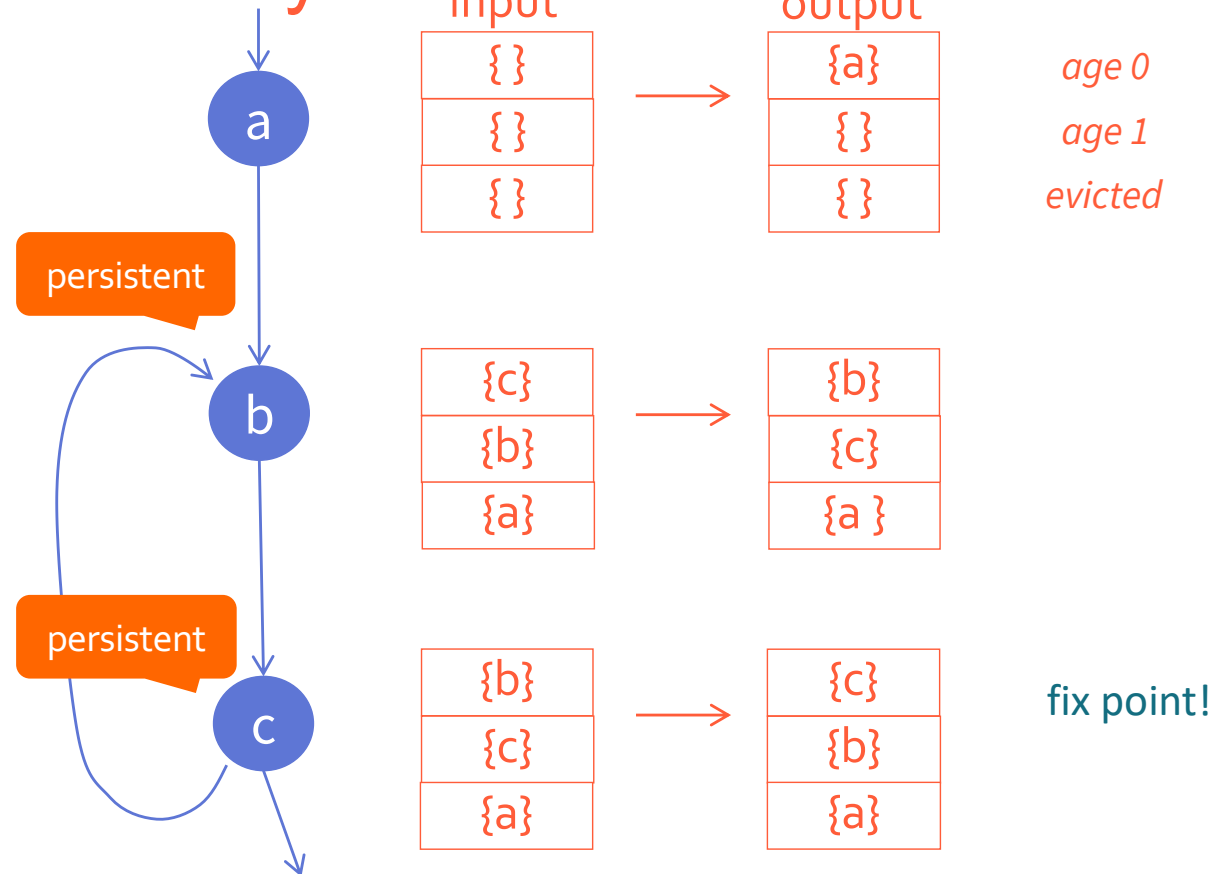 y
input
output
{ }
{a}
age 0
a
{ }
{ }
age 1
{ }
{ }
evicted
persistent
{c}
{b}
b
{b}
{c}
{a}
{a }
persistent
{b}
{c}
fix point!
c
{c}
{b}
{a}
{a}